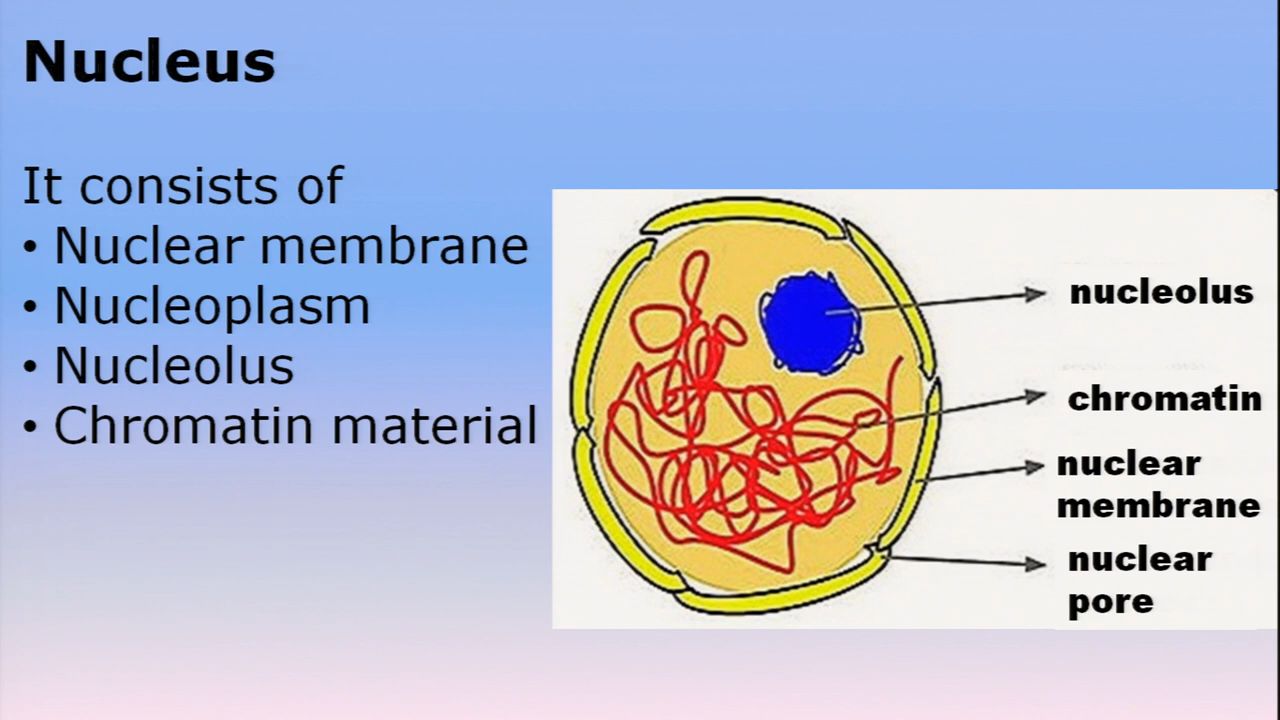 Nucleus
It consists of
• Nuclear membrane
• Nucleoplasm
• Nucleolus
• Chromatin material
nucleolus
chromatin
nuclear
membrane
nuclear
pore